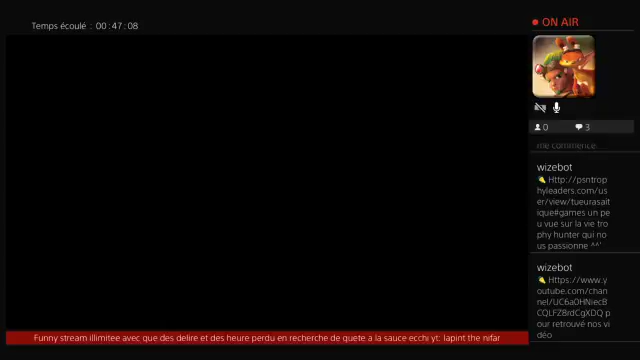 Temps écoulé : 00:47:08
ON AIR
0 3
me commence...
wizebot
Http://psntrop
hyleaders.com/us
er/view/tueurasait
ique#games un pe
u vue sur la vie tro
phy hunter qui no
us passionne ^^'
wizebot
Https://www.y
outube.com/chan
nel/UC6a0HNiecB
CQLFZBrdCgXDQ p
our retrouvé nos vi
déo
Funny stream illimitee avec que des delire et des heure perdu en recherche de quete a la sauce ecchi yt: lapint the nifar